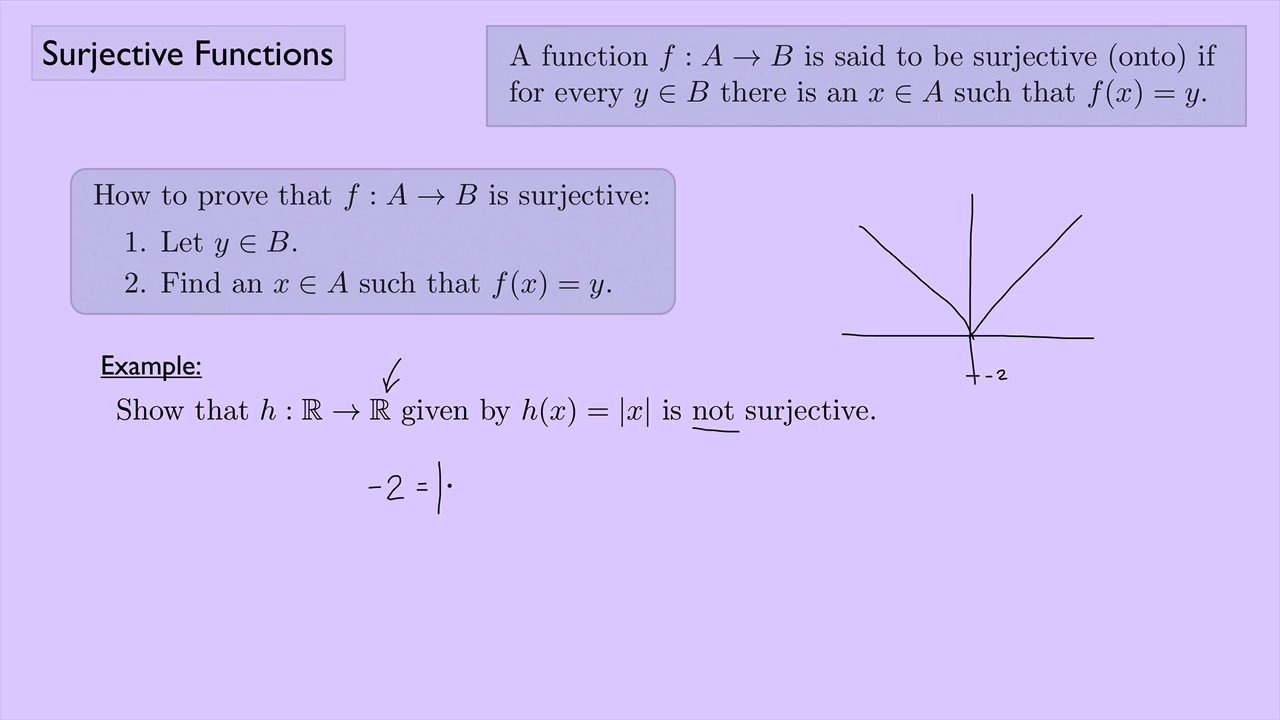 Surjective Functions
A function f : A → B is said to be surjective (onto) if
for every y ∈ B there is an x ∈ A such that f(x) = y.
How to prove that f : A → B is surjective:
1. Let y ∈ B.
2. Find an x ∈ A such that f(x) = y.
-2
Example:
Show that h : ℝ → ℝ given by h(x) = |x| is not surjective.
-2 = |·